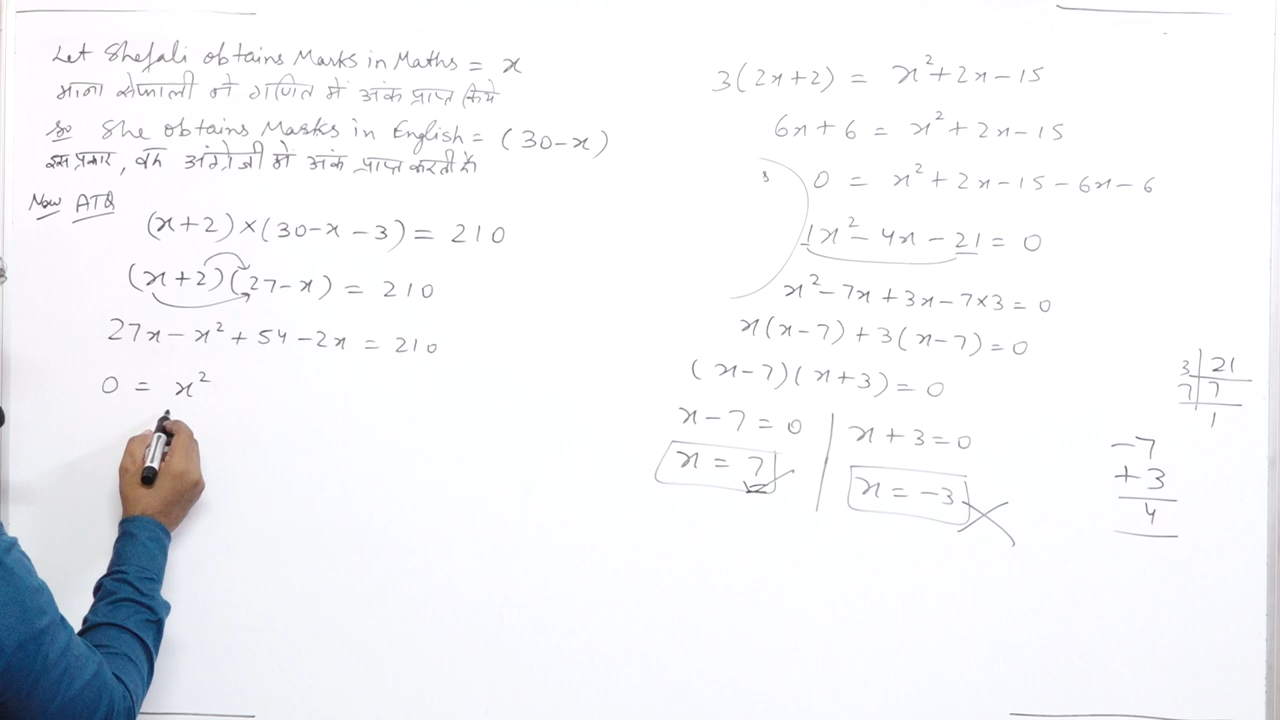 Let Shefali obtains Marks in Maths = x
माना शेफाली ने गणित में अंक प्राप्त किये
So She obtains Marks in English = (30-x)
इस प्रकार, वह अंग्रेजी में अंक प्राप्त करती है
Now ATQ
(x+2)×(30-x-3) = 210
(x+2)(27-x) = 210
27x - x² + 54 - 2x = 210
0 = x²
3(2x+2) = x²+2x-15
6x+6 = x²+2x-15
0 = x²+2x-15-6x-6
1x²-4x-21 = 0
x²-7x+3x-7×3 = 0
x(x-7)+3(x-7) = 0
(x-7)(x+3) = 0
x-7 = 0
x = 7
x+3 = 0
x = -3
3 21
7 7
1
-7
+3
4